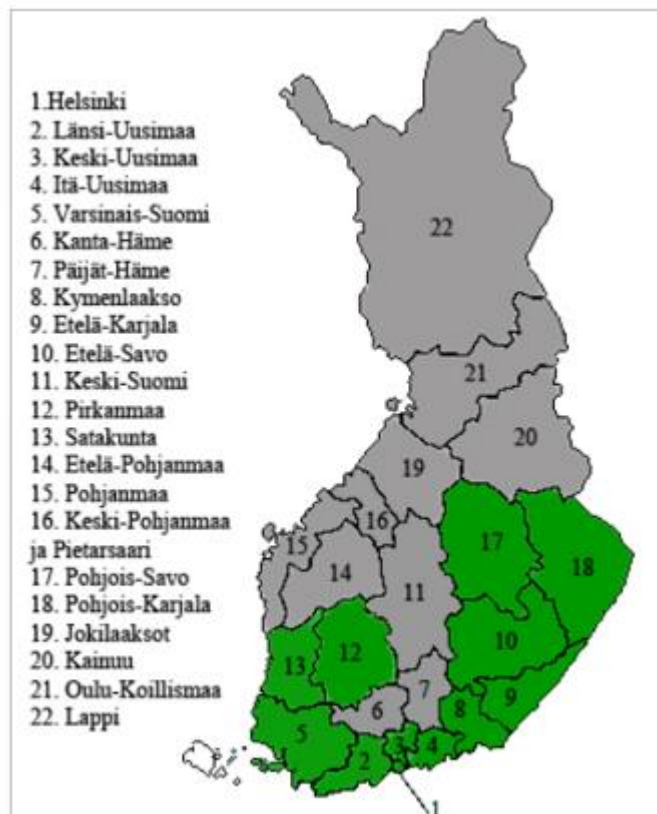 1.Helsinki
2. Länsi-Uusimaa
3. Keski-Uusimaa
4. Itä-Uusimaa
5. Varsinais-Suomi
6. Kanta-Häme
7. Päijät-Häme
8. Kymenlaakso
9. Etelä-Karjala
10. Etelä-Savo
11. Keski-Suomi
12. Pirkanmaa
13. Satakunta
14. Etelä-Pohjanmaa
15. Pohjanmaa
16. Keski-Pohjanmaa
ja Pietarsaari
17. Pohjois-Savo
18. Pohjois-Karjala
19. Jokilaaksot
20. Kainuu
21. Oulu-Koillismaa
22. Lappi
22
21
20
19
16
15
17
18
14
11
10
12
13
7
9
6
8
5
3
4
2
1